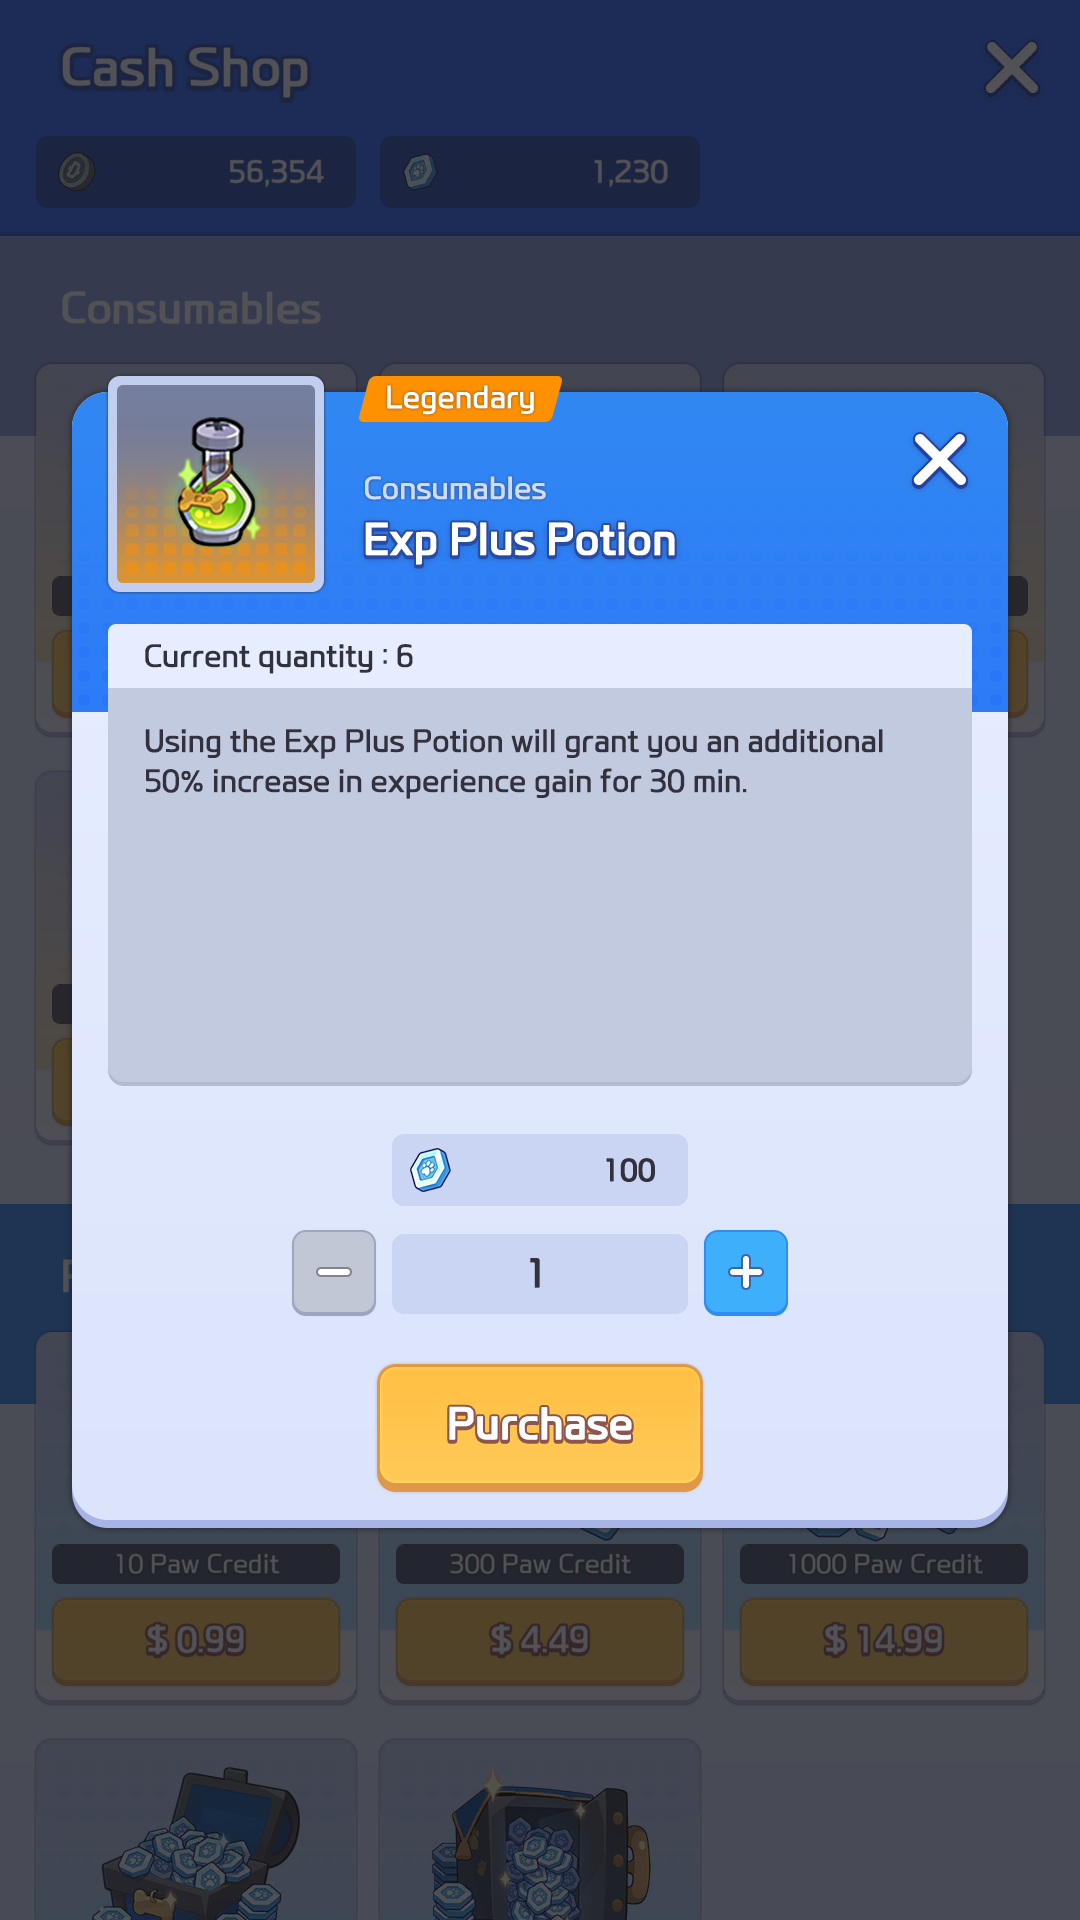 Cash Shop
56,354
1,230
Consumables
Legendary
Consumables
Exp Plus Potion
EXP
Current quantity : 6
Using the Exp Plus Potion will grant you an additional
50% increase in experience gain for 30 min.
100
1
Purchase
10 Paw Credit
300 Paw Credit
1000 Paw Credit
$ 0.99
$ 4.49
$ 14.99